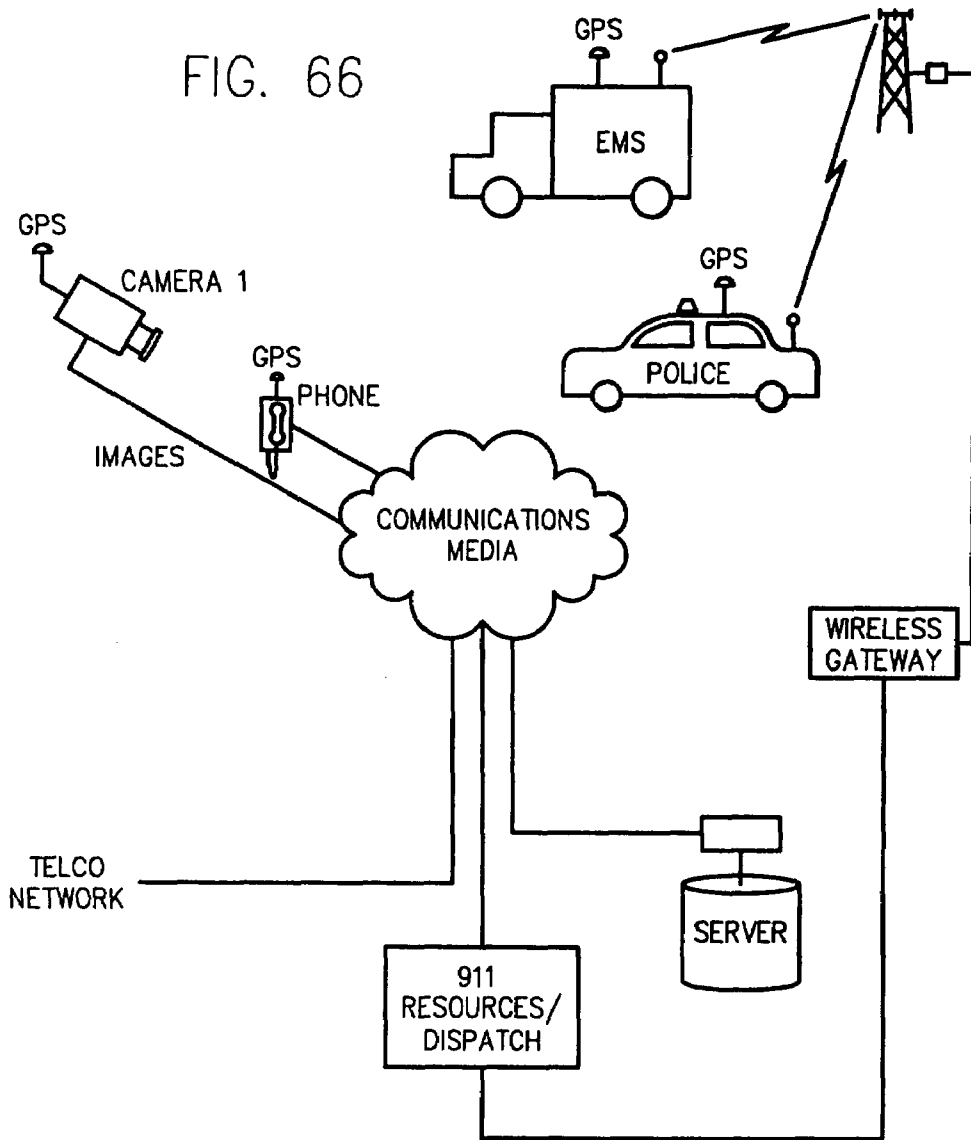 FIG. 66
GPS
EMS
GPS
CAMERA 1
GPS
POLICE
GPS
PHONE
IMAGES
COMMUNICATIONS
MEDIA
WIRELESS
GATEWAY
TELCO
NETWORK
SERVER
911
RESOURCES/
DISPATCH